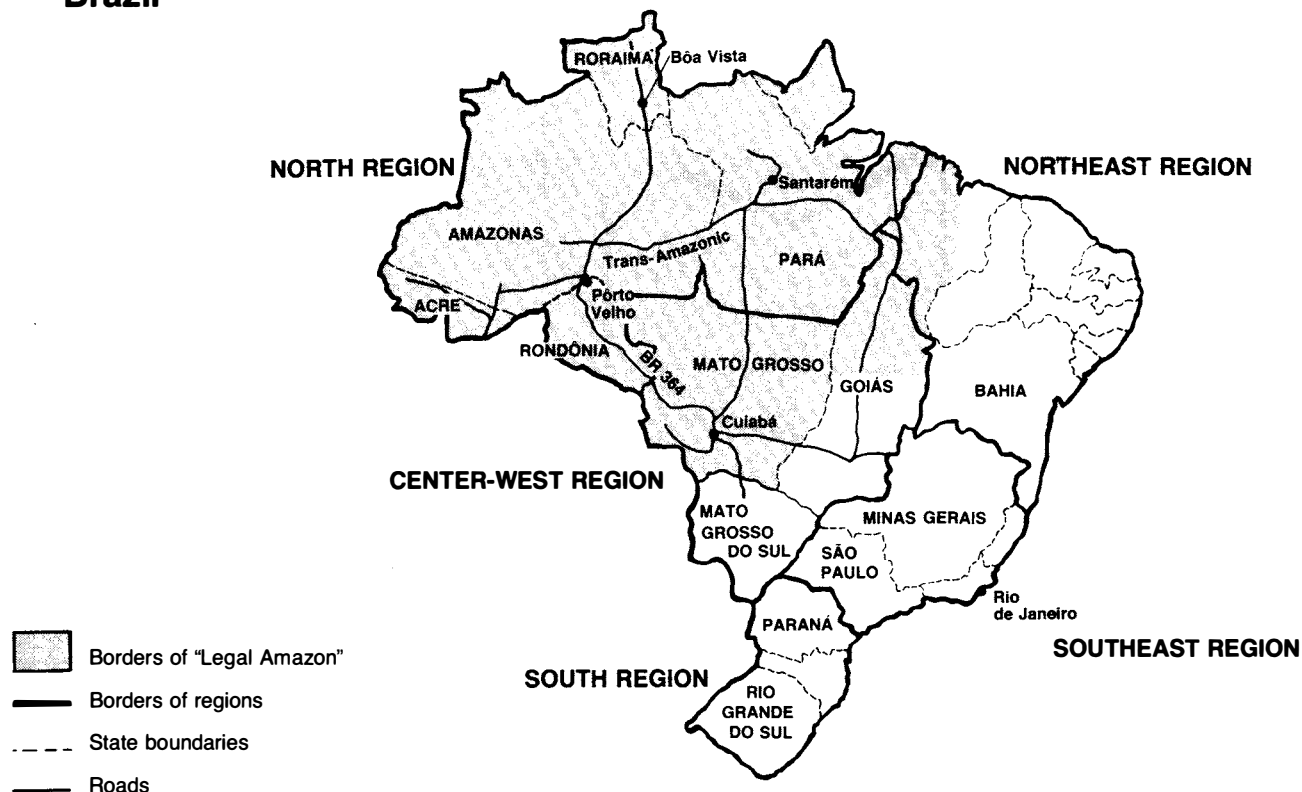 Brazil
RORAIMA
Bôa Vista
NORTH REGION
NORTHEAST REGION
Santarém
AMAZONAS
Trans-Amazonic
PARÁ
ACRE
Pôrto
Velho
RONDÔNIA
BR 364
MATO GROSSO
GOIÁS
BAHIA
Cuiabá
CENTER-WEST REGION
MATO
GROSSO
DO SUL
MINAS GERAIS
SÃO
PAULO
Rio
de Janeiro
PARANÁ
SOUTHEAST REGION
SOUTH REGION
RIO
GRANDE
DO SUL
Borders of “Legal Amazon”
Borders of regions
State boundaries
Roads